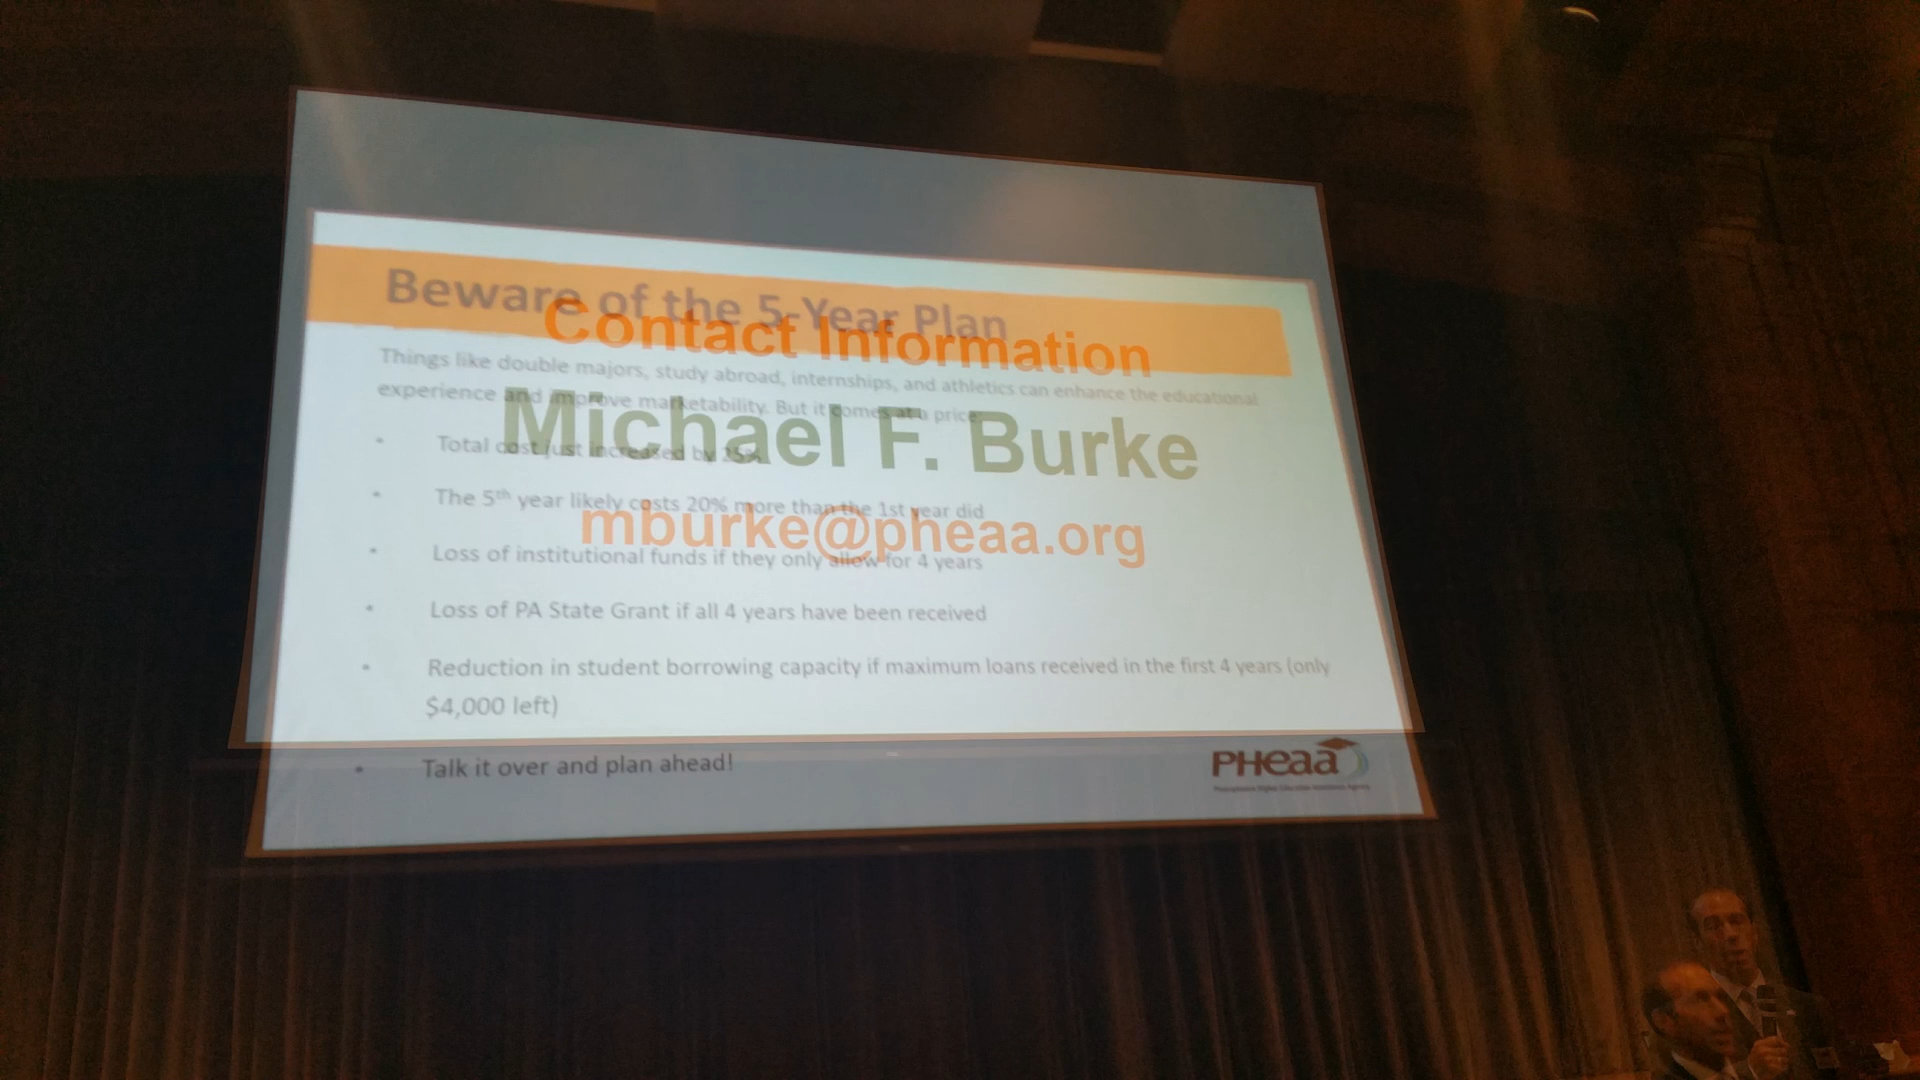 Beware of the 5-Year Plan
Contact Information
Things like double majors, study abroad, internships, and athletics can enhance the educational
experience and improve marketability. But it comes at a price.
Michael F. Burke
• Total cost just increased by 25%
• The 5th year likely costs 20% more than the 1st year did
mburke@pheaa.org
• Loss of institutional funds if they only allow for 4 years
• Loss of PA State Grant if all 4 years have been received
• Reduction in student borrowing capacity if maximum loans received in the first 4 years (only
$4,000 left)
• Talk it over and plan ahead!
PHEAA